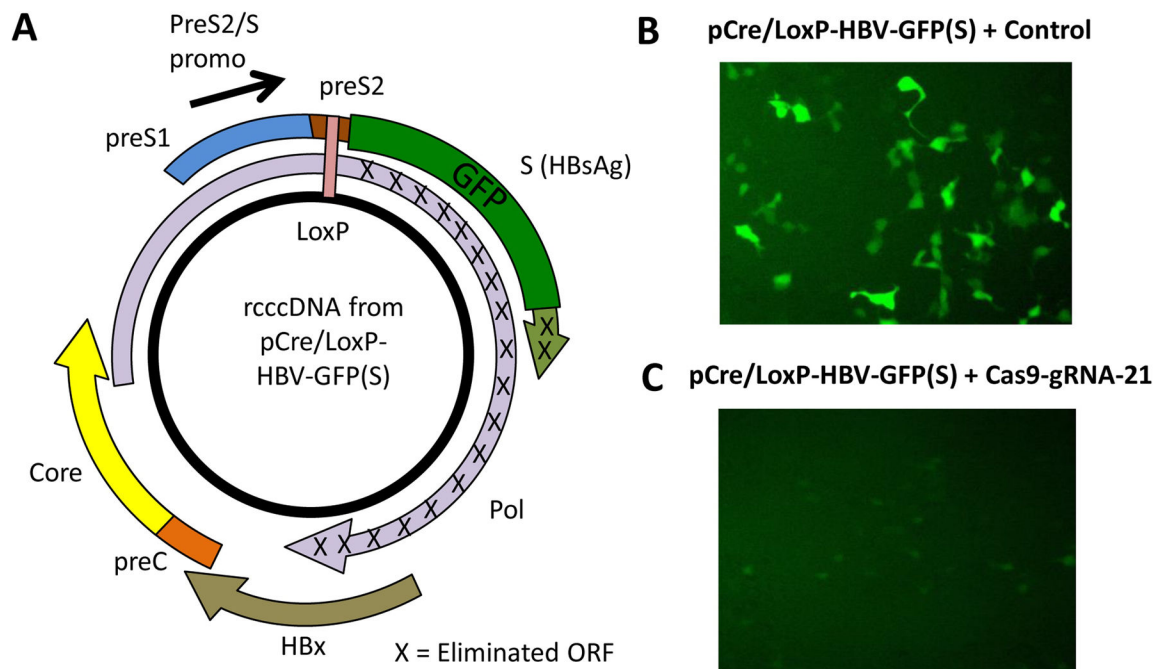 A
PreS2/S
promo
preS2
preS1
GFP
S (HBsAg)
X X X X X X X X X X X X X X X X X X X
X X
LoxP
rcccDNA from
pCre/LoxP-
HBV-GFP(S)
Core
Pol
preC
HBx
X = Eliminated ORF
B
pCre/LoxP-HBV-GFP(S) + Control
C
pCre/LoxP-HBV-GFP(S) + Cas9-gRNA-21